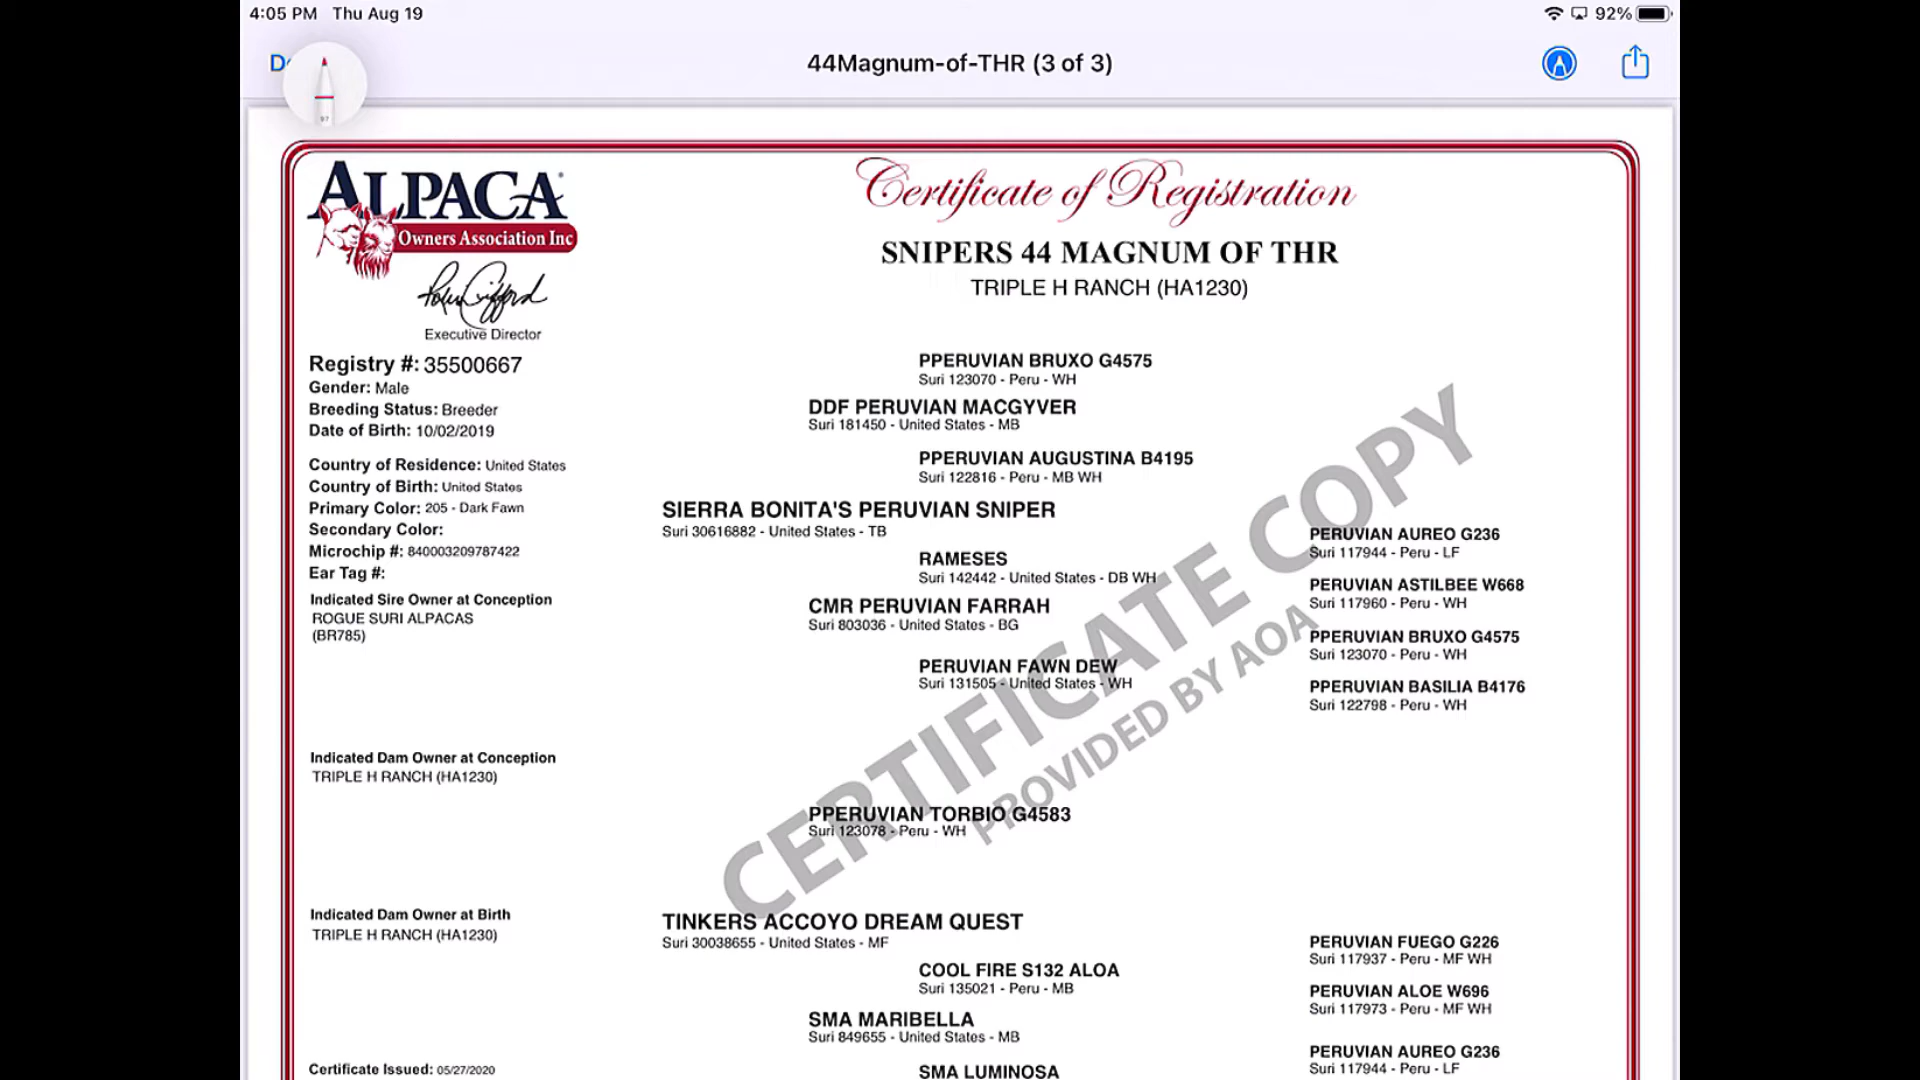 4:05 PM Thu Aug 19
92%
44Magnum-of-THR (3 of 3)
97
ALPACA
Owners Association Inc
Executive Director
Certificate of Registration
SNIPERS 44 MAGNUM OF THR
TRIPLE H RANCH (HA1230)
Registry #: 35500667
Gender: Male
Breeding Status: Breeder
Date of Birth: 10/02/2019
Country of Residence: United States
Country of Birth: United States
Primary Color: 205 - Dark Fawn
Secondary Color:
Microchip #: 840003209787422
Ear Tag #:
Indicated Sire Owner at Conception
ROGUE SURI ALPACAS
(BR785)
Indicated Dam Owner at Conception
TRIPLE H RANCH (HA1230)
Indicated Dam Owner at Birth
TRIPLE H RANCH (HA1230)
Certificate Issued: 05/27/2020
PPERUVIAN BRUXO G4575
Suri 123070 - Peru - WH
DDF PERUVIAN MACGYVER
Suri 181450 - United States - MB
PPERUVIAN AUGUSTINA B4195
Suri 122816 - Peru - MB WH
SIERRA BONITA'S PERUVIAN SNIPER
Suri 30616882 - United States - TB
RAMESES
Suri 142442 - United States - DB WH
CMR PERUVIAN FARRAH
Suri 803036 - United States - BG
PERUVIAN FAWN DEW
Suri 131505 - United States - WH
PPERUVIAN TORBIO G4583
Suri 123078 - Peru - WH
TINKERS ACCOYO DREAM QUEST
Suri 30038655 - United States - MF
COOL FIRE S132 ALOA
Suri 135021 - Peru - MB
SMA MARIBELLA
Suri 849655 - United States - MB
SMA LUMINOSA
PERUVIAN AUREO G236
Suri 117944 - Peru - LF
PERUVIAN ASTILBEE W668
Suri 117960 - Peru - WH
PPERUVIAN BRUXO G4575
Suri 123070 - Peru - WH
PPERUVIAN BASILIA B4176
Suri 122798 - Peru - WH
PERUVIAN FUEGO G226
Suri 117937 - Peru - MF WH
PERUVIAN ALOE W696
Suri 117973 - Peru - MF WH
PERUVIAN AUREO G236
Suri 117944 - Peru - LF
CERTIFICATE COPY
PROVIDED BY AOA